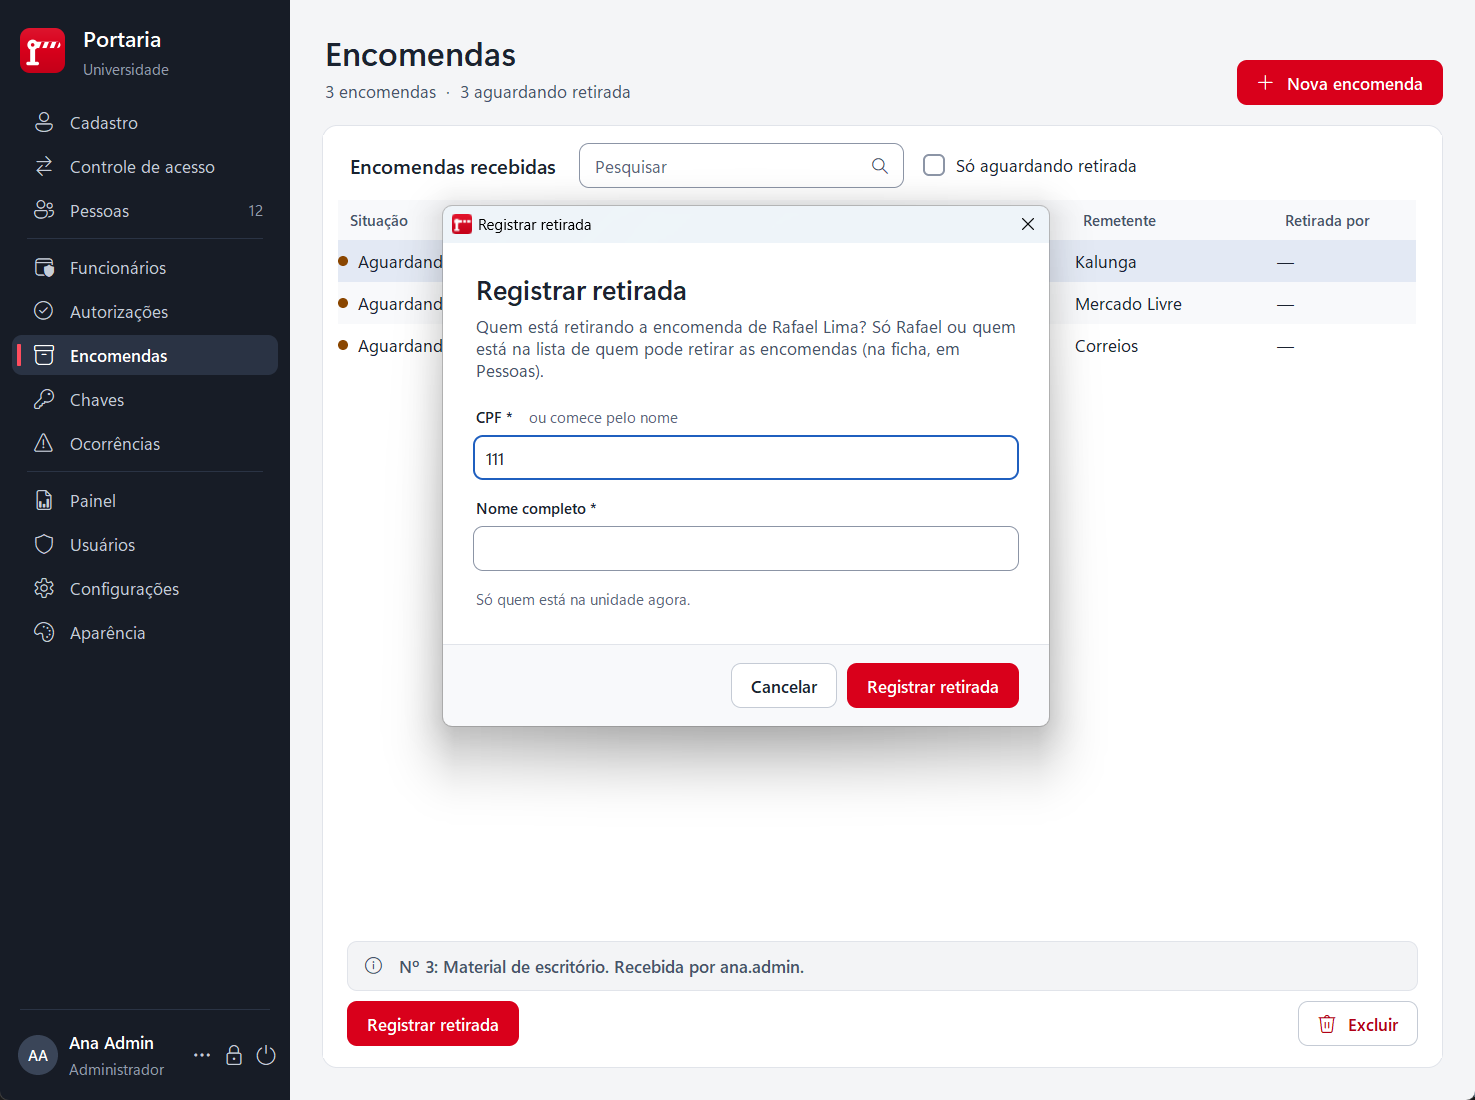 Portaria
Universidade
Cadastro
Controle de acesso
Pessoas 12
Funcionários
Autorizações
Encomendas
Chaves
Ocorrências
Painel
Usuários
Configurações
Aparência
AA
Ana Admin
Administrador
Encomendas
3 encomendas · 3 aguardando retirada
+ Nova encomenda
Encomendas recebidas
Pesquisar
Só aguardando retirada
Situação Remetente Retirada por
Aguardand Kalunga —
Aguardand Mercado Livre —
Aguardand Correios —
Registrar retirada
Registrar retirada
Quem está retirando a encomenda de Rafael Lima? Só Rafael ou quem
está na lista de quem pode retirar as encomendas (na ficha, em
Pessoas).
CPF * ou comece pelo nome
111
Nome completo *
Só quem está na unidade agora.
Cancelar
Registrar retirada
Nº 3: Material de escritório. Recebida por ana.admin.
Registrar retirada
Excluir